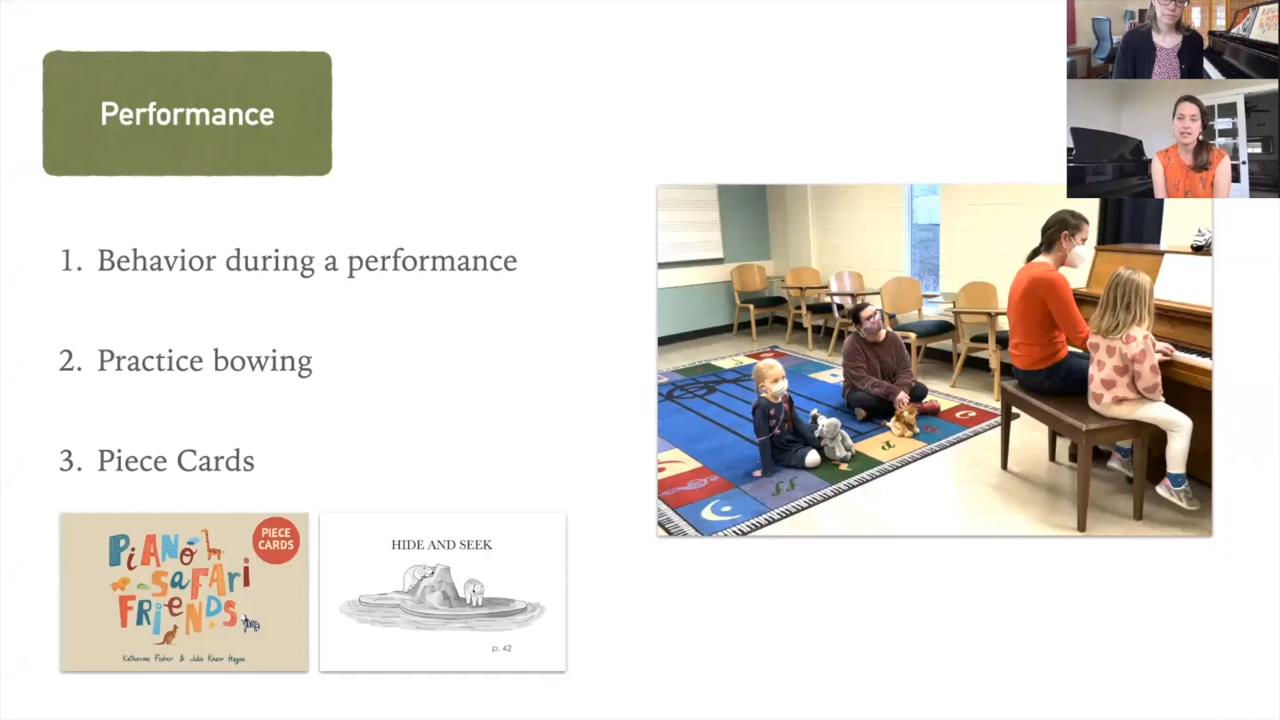 Performance
1. Behavior during a performance
2. Practice bowing
3. Piece Cards
PIANO
SAFARI
FRIENDS
PIECE
CARDS
Katherine Fisher & Julie Knerr Hague
HIDE AND SEEK
p. 42
C
p
ff